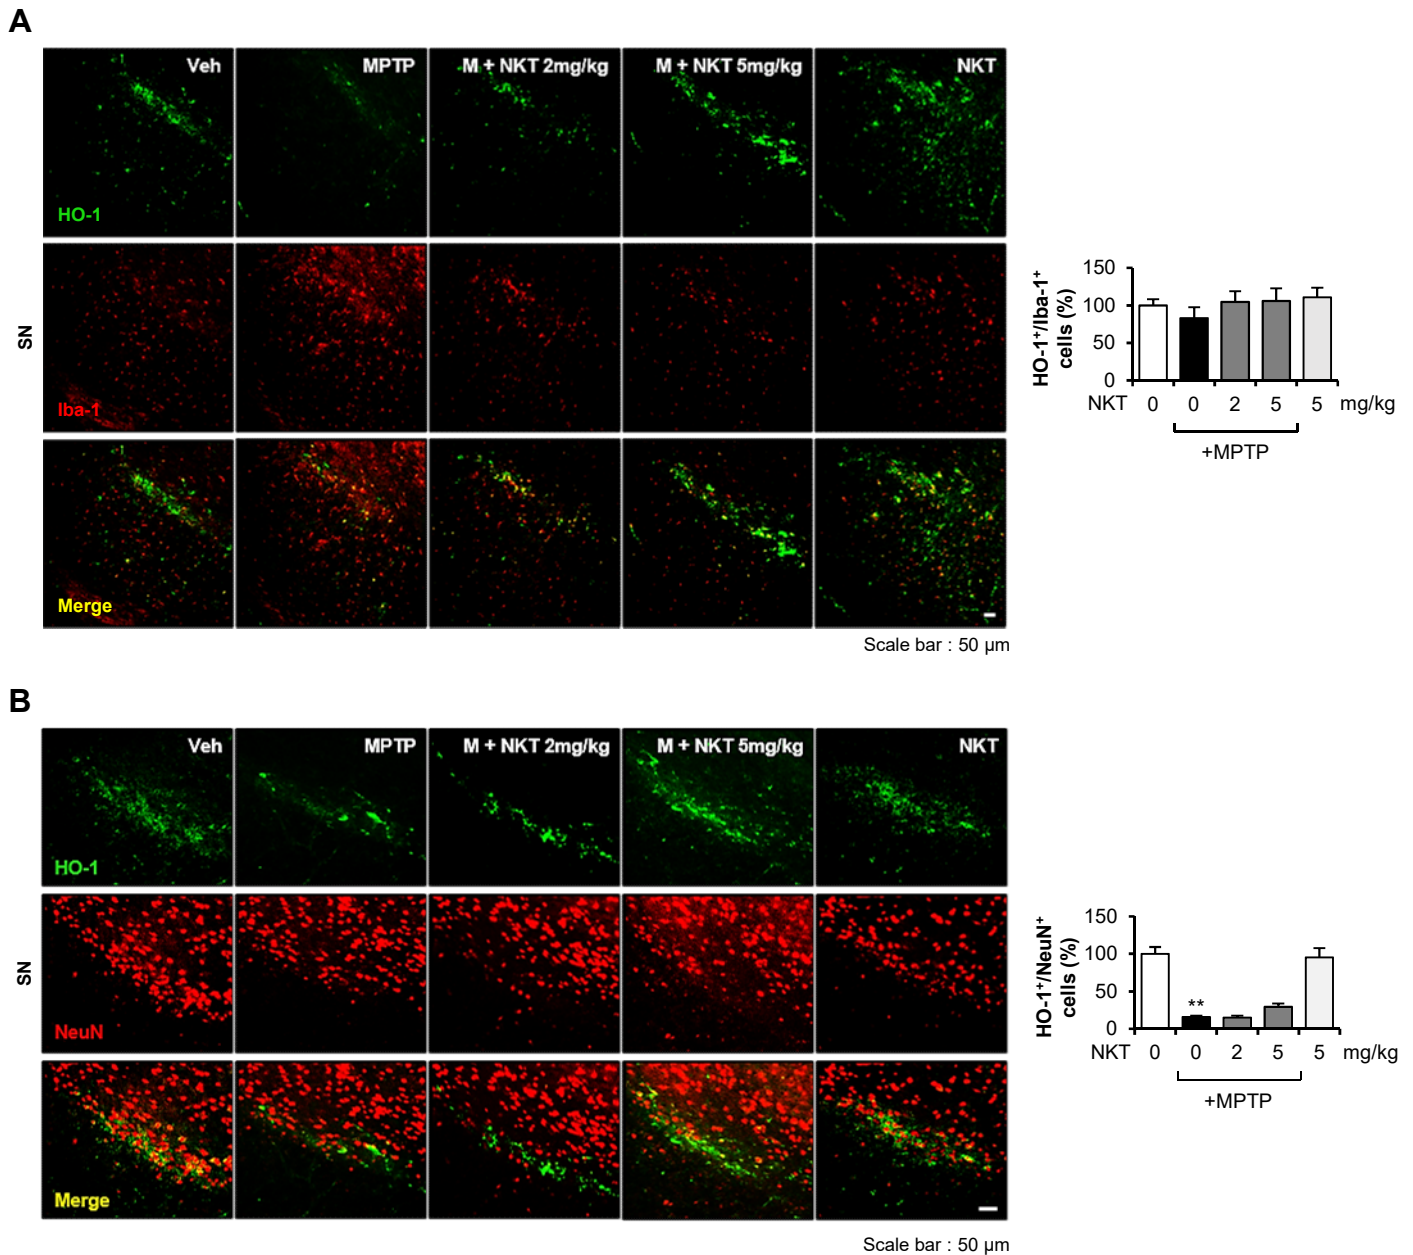 A
Veh
MPTP
M + NKT 2mg/kg
M + NKT 5mg/kg
NKT
HO-1
SN
Iba-1
Merge
Scale bar : 50 µm
HO-1⁺/Iba-1⁺
cells (%)
150
100
50
0
NKT 0 0 2 5 5 mg/kg
+MPTP
B
Veh
MPTP
M + NKT 2mg/kg
M + NKT 5mg/kg
NKT
HO-1
SN
NeuN
Merge
Scale bar : 50 µm
HO-1⁺/NeuN⁺
cells (%)
150
100
50
0
**
NKT 0 0 2 5 5 mg/kg
+MPTP